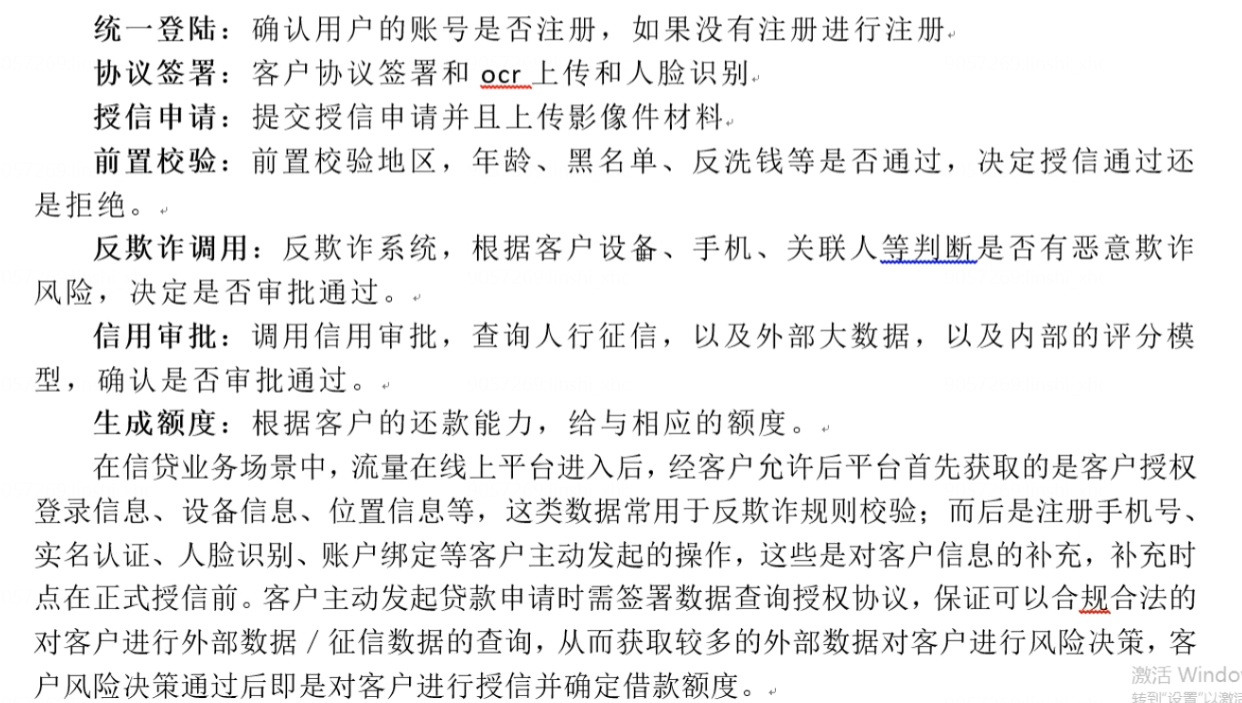 统一登陆：确认用户的账号是否注册，如果没有注册进行注册
协议签署：客户协议签署和 ocr 上传和人脸识别
授信申请：提交授信申请并且上传影像件材料
前置校验：前置校验地区，年龄、黑名单、反洗钱等是否通过，决定授信通过还
是拒绝。
反欺诈调用：反欺诈系统，根据客户设备、手机、关联人等判断是否有恶意欺诈
风险，决定是否审批通过。
信用审批：调用信用审批，查询人行征信，以及外部大数据，以及内部的评分模
型，确认是否审批通过。
生成额度：根据客户的还款能力，给与相应的额度。
在信贷业务场景中，流量在线上平台进入后，经客户允许后平台首先获取的是客户授权
登录信息、设备信息、位置信息等，这类数据常用于反欺诈规则校验；而后是注册手机号、
实名认证、人脸识别、账户绑定等客户主动发起的操作，这些是对客户信息的补充，补充时
点在正式授信前。客户主动发起贷款申请时需签署数据查询授权协议，保证可以合规合法的
对客户进行外部数据 / 征信数据的查询，从而获取较多的外部数据对客户进行风险决策，客
户风险决策通过后即是对客户进行授信并确定借款额度。
激活 Windo
转到"设置"以激活